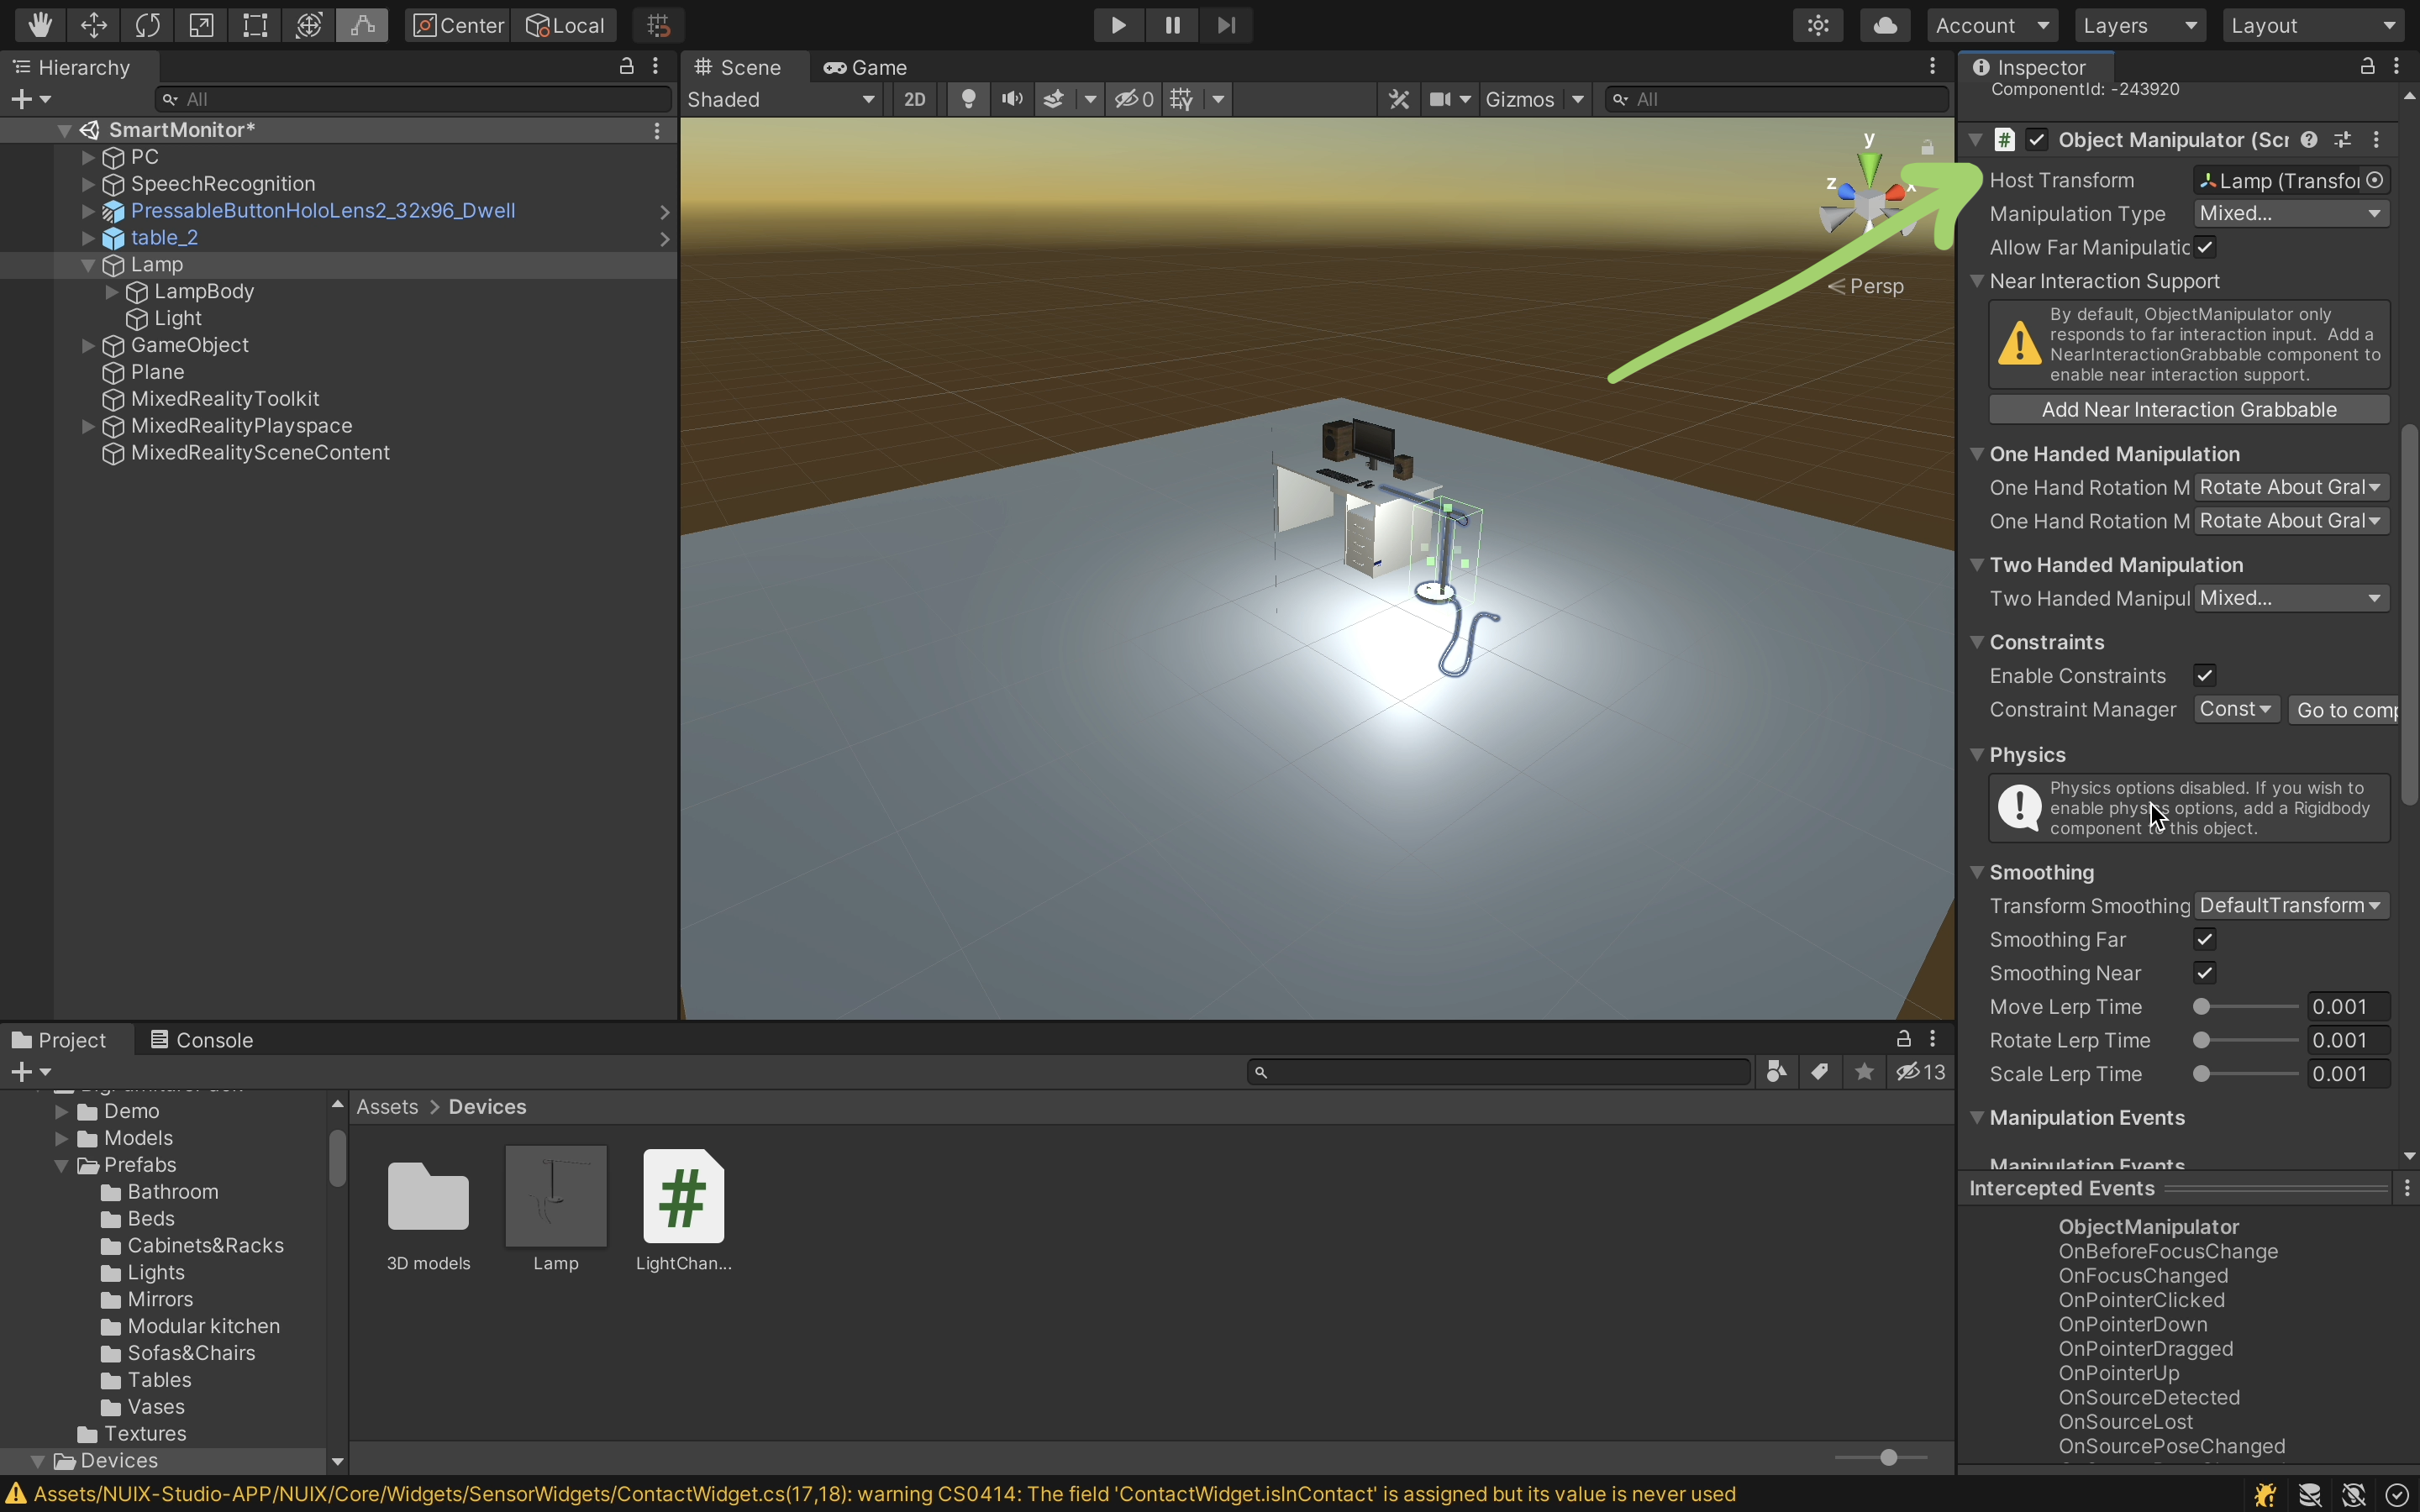 Center
Local
Account
Layers
Layout
Hierarchy
All
SmartMonitor*
PC
SpeechRecognition
PressableButtonHoloLens2_32x96_Dwell
table_2
Lamp
LampBody
Light
GameObject
Plane
MixedRealityToolkit
MixedRealityPlayspace
MixedRealitySceneContent
Scene
Game
Shaded
2D
0
Gizmos
All
y
z
x
Persp
Inspector
ComponentId: -243920
Object Manipulator (Scr
Host Transform
Lamp (Transfor
Manipulation Type
Mixed...
Allow Far Manipulatic
Near Interaction Support
By default, ObjectManipulator only
responds to far interaction input. Add a
NearInteractionGrabbable component to
enable near interaction support.
Add Near Interaction Grabbable
One Handed Manipulation
One Hand Rotation M
Rotate About Gral
One Hand Rotation M
Rotate About Gral
Two Handed Manipulation
Two Handed Manipul
Mixed...
Constraints
Enable Constraints
Constraint Manager
Const
Go to comp
Physics
Physics options disabled. If you wish to
enable physics options, add a Rigidbody
component to this object.
Smoothing
Transform Smoothing
DefaultTransform
Smoothing Far
Smoothing Near
Move Lerp Time
0.001
Rotate Lerp Time
0.001
Scale Lerp Time
0.001
Manipulation Events
Manipulation Events
Intercepted Events
ObjectManipulator
OnBeforeFocusChange
OnFocusChanged
OnPointerClicked
OnPointerDown
OnPointerDragged
OnPointerUp
OnSourceDetected
OnSourceLost
OnSourcePoseChanged
Project
Console
13
Demo
Models
Prefabs
Bathroom
Beds
Cabinets&Racks
Lights
Mirrors
Modular kitchen
Sofas&Chairs
Tables
Vases
Textures
Devices
Assets > Devices
3D models
Lamp
LightChan...
Assets/NUIX-Studio-APP/NUIX/Core/Widgets/SensorWidgets/ContactWidget.cs(17,18): warning CS0414: The field 'ContactWidget.isInContact' is assigned but its value is never used